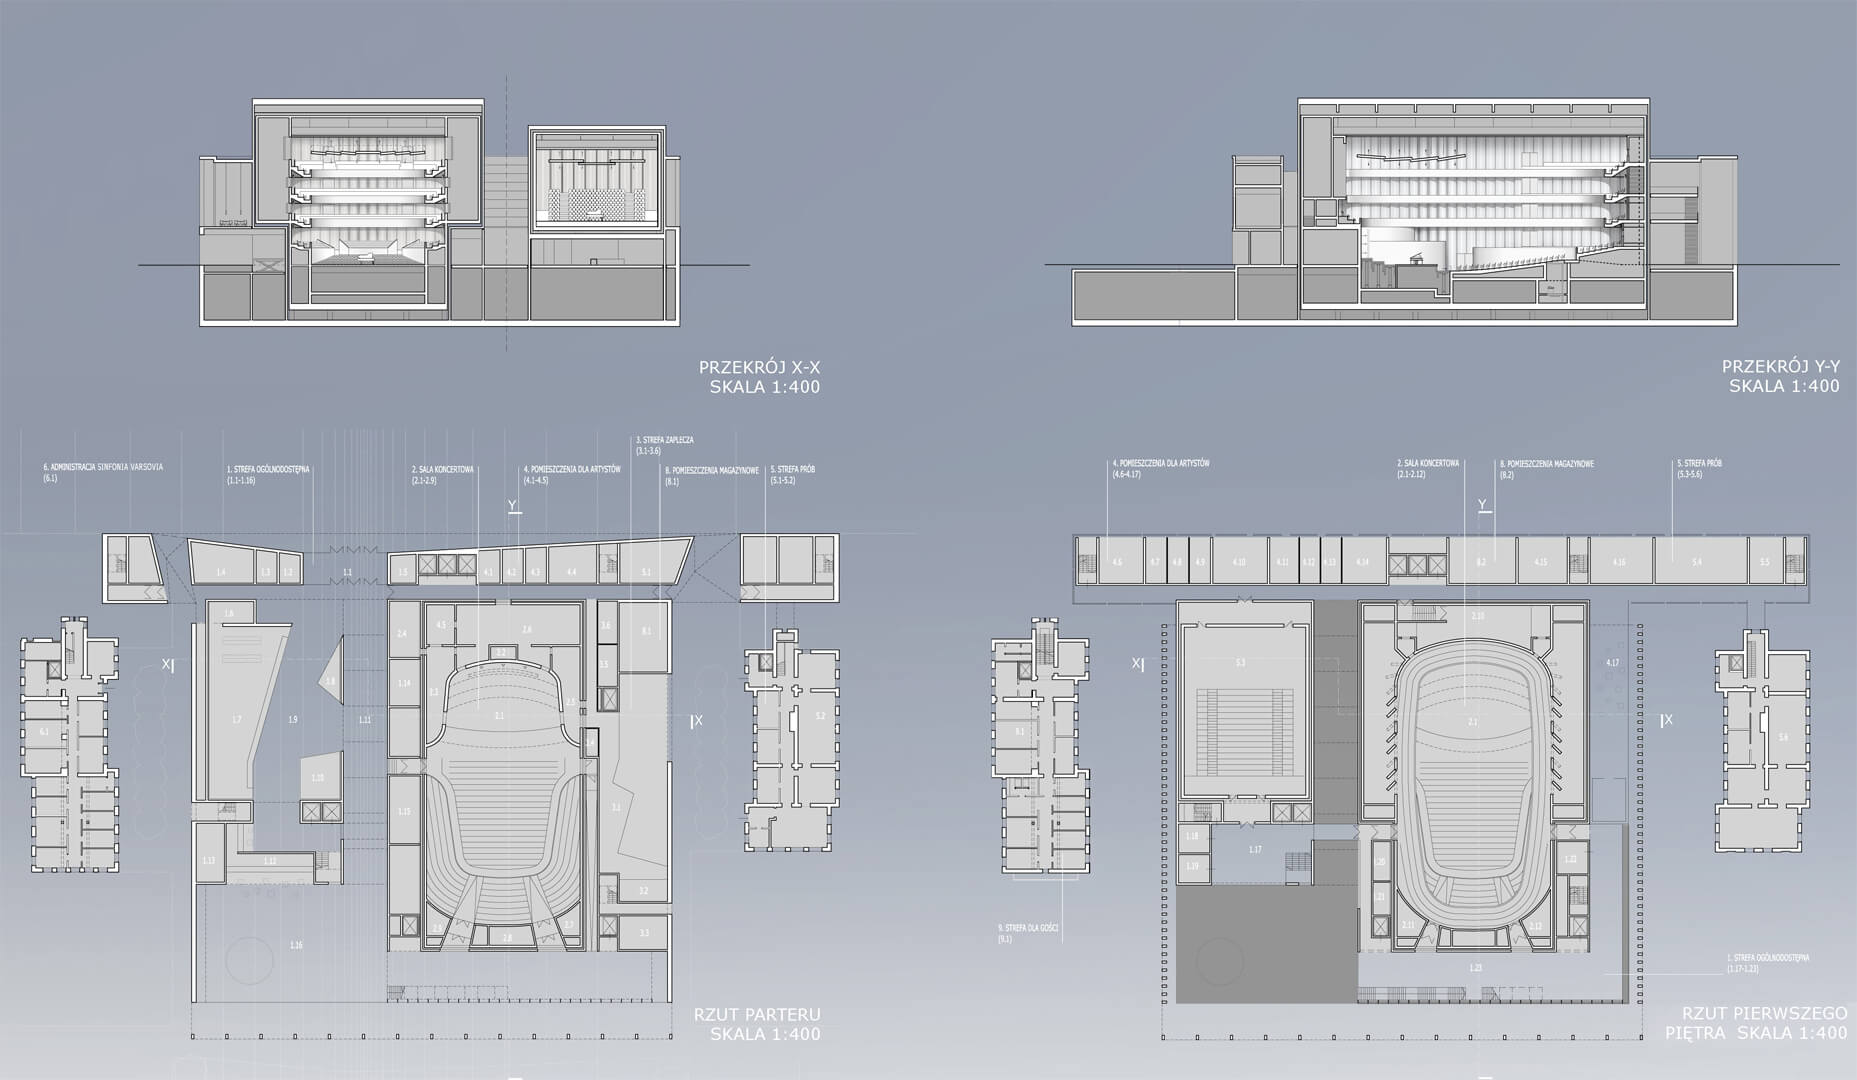 PRZEKRÓJ X-X
SKALA 1:400
PRZEKRÓJ Y-Y
SKALA 1:400
6. ADMINISTRACJA SINFONIA VARSOVIA
(6.1)
1. STREFA OGÓLNODOSTĘPNA
(1.1-1.16)
2. SALA KONCERTOWA
(2.1-2.9)
4. POMIESZCZENIA DLA ARTYSTÓW
(4.1-4.5)
3. STREFA ZAPLECZA
(3.1-3.6)
8. POMIESZCZENIA MAGAZYNOWE
(8.1)
5. STREFA PRÓB
(5.1-5.2)
Y
1.4
1.3
1.2
1.1
1.5
4.1
4.2
4.3
4.4
5.1
1.6
2.4
4.5
2.6
3.6
8.1
2.2
3.5
X
1.8
1.14
2.3
2.5
6.1
1.7
1.9
1.11
2.1
X
5.2
1.10
1.15
3.1
1.13
1.12
3.2
2.7
3.3
2.8
1.16
RZUT PARTERU
SKALA 1:400
4. POMIESZCZENIA DLA ARTYSTÓW
(4.6-4.17)
2. SALA KONCERTOWA
(2.1-2.12)
8. POMIESZCZENIA MAGAZYNOWE
(8.2)
5. STREFA PRÓB
(5.3-5.6)
Y
4.6
4.7
4.8
4.9
4.10
4.11
4.12
4.13
4.14
8.2
4.15
4.16
5.4
5.5
2.10
X
5.3
4.17
9.1
2.1
X
5.6
1.18
1.17
1.19
1.20
1.22
1.21
2.11
2.12
9. STREFA DLA GOŚCI
(9.1)
1.23
1. STREFA OGÓLNODOSTĘPNA
(1.17-1.23)
RZUT PIERWSZEGO
PIĘTRA SKALA 1:400